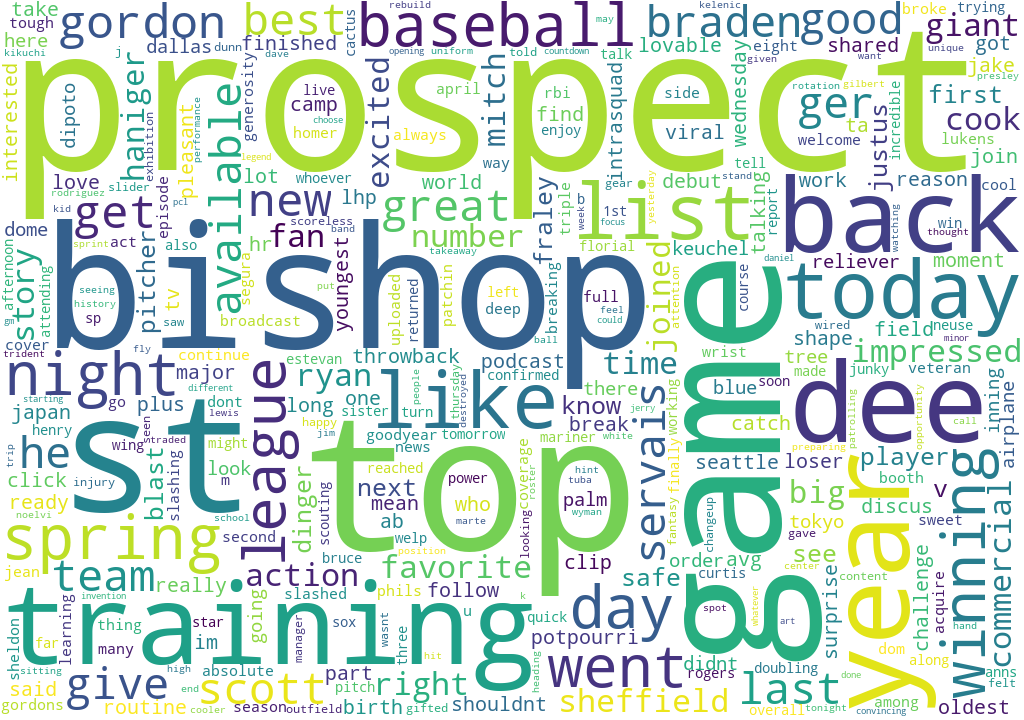 take
gordon
best
baseball
braden
good
giant
rebuild
may
kelenic
broke
trying
tough
here
dallas
dunn
finished
cactus
dave
opening
uniform
told
countdown
talk
lovable
eight
shared
given
want
unique
got
kikuchi
j
prospect
jake
interested
dipoto
haniger
available
generosity
exhibition
performance
live
camp
homer
excited
always
mitch
rbi
find
enjoy
side
viral
intrasquad
wednesday
rotation
gilbert
presley
choose
ger
first
cook
welcome
ta
justus
incredible
lukens
join
pleasant
legend
way
love
lot
whoever
world
debut
tell
stand
work
reason
cool
rodriguez
slider
kid
episode
pcl
new
lhp
great
fraley
triple
gear
1st
focus
yesterday
list
talking
report
back
win
thought
watching
dome
get
act
scoreless
fan
band
number
b
week
florial
keuchel
reliever
moment
afternoon
attending
story
also
pitcher
hr
sprint
segura
youngest
takeaway
bishop
patchin
breaking
joined
attention
course
daniel
today
gm
seeing
history
sp
tv
saw
put
uploaded
returned
left
deep
full
feel
could
wired
neuse
cover
broadcast
ball
shape
field
minor
trident
fly
continue
estevan
throwback
podcast
confirmed
time
wrist
there
tree
made
junky
veteran
impressed
night
major
different
ryan
people
thursday
destroyed
like
blue
soon
dee
inning
airplane
starting
japan
plus
dont
long
one
sister
turn
jerry
know
break
working
finally
fantasy
catch
patrolling
opportunity
call
go
lewis
happy
jim
goodyear
tomorrow
mariner
white
preparing
henry
he
wing
seen
traded
st
might
news
seattle
player
trip
click
blast
slashing
look
league
dinger
reached
top
power
who
hint
tuba
coverage
roster
palm
servais
loser
booth
ready
injury
m
scouting
next
mean
marte
looking
wyman
game
big
discus
v
winning
commercial
noelvi
school
ab
welp
clip
changeup
order
avg
tokyo
gave
sweet
spring
second
bruce
position
favorite
safe
curtis
see
center
year
acquire
challenge
jean
team
really
action
slashed
phils
follow
k
content
invention
learning
training
going
u
quick
day
spot
whatever
art
surprise
hand
sheldon
thing
star
im
manager
sox
wasnt
three
potpourri
didnt
far
many
hit
heading
went
rogers
doubling
done
dom
along
anns
felt
sitting
high
absolute
part
pitch
right
last
said
give
scott
shouldnt
sheffield
overall
among
gordons
routine
end
cooler
season
outfield
gifted
birth
tonight
convincing
oldest